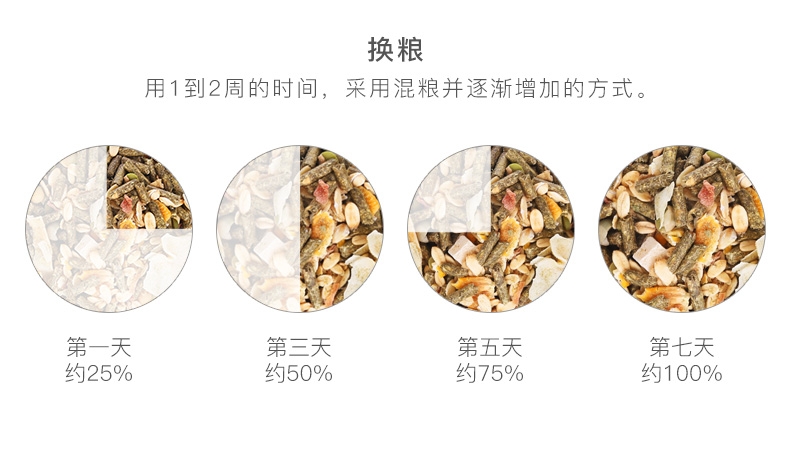 换粮
用1到2周的时间，采用混粮并逐渐增加的方式。
第一天
约25%
第三天
约50%
第五天
约75%
第七天
约100%